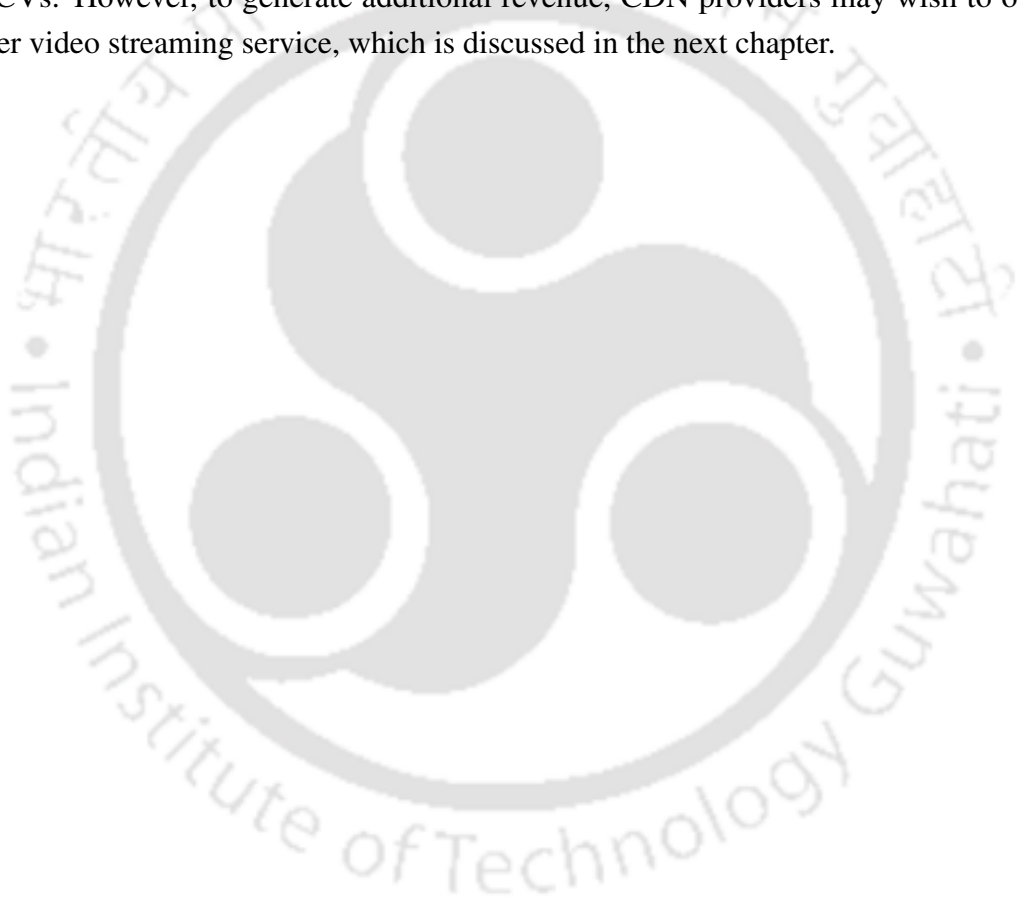 CVs. However, to generate additional revenue, CDN providers may wish to
er video streaming service, which is discussed in the next chapter.
• Indian Institute of Technology Guwahati •